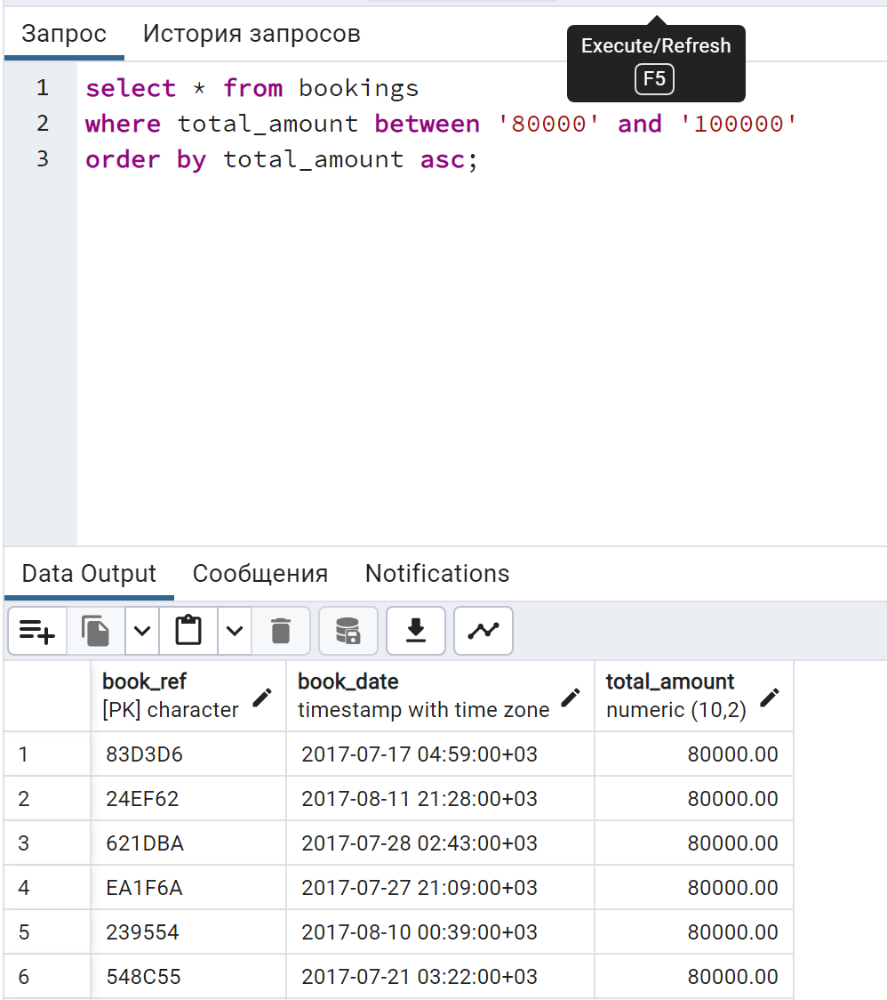 Запрос История запросов
Execute/Refresh
F5
1 select * from bookings
2 where total_amount between '80000' and '100000'
3 order by total_amount asc;
Data Output Сообщения Notifications
book_ref book_date total_amount
[PK] character timestamp with time zone numeric (10,2)
1 83D3D6 2017-07-17 04:59:00+03 80000.00
2 24EF62 2017-08-11 21:28:00+03 80000.00
3 621DBA 2017-07-28 02:43:00+03 80000.00
4 EA1F6A 2017-07-27 21:09:00+03 80000.00
5 239554 2017-08-10 00:39:00+03 80000.00
6 548C55 2017-07-21 03:22:00+03 80000.00